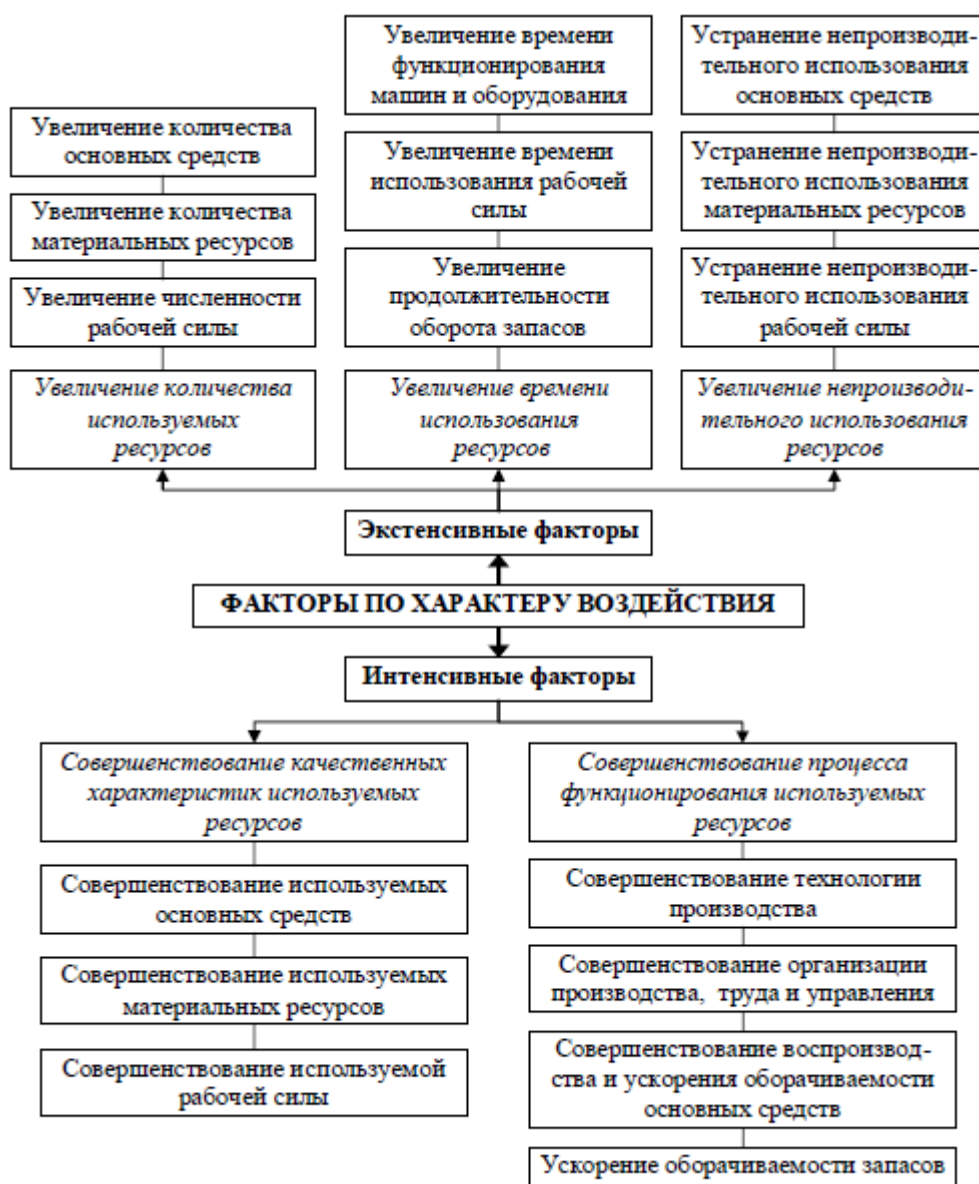 Увеличение количества
основных средств
Увеличение количества
материальных ресурсов
Увеличение численности
рабочей силы
Увеличение количества
используемых
ресурсов
Увеличение времени
функционирования
машин и оборудования
Увеличение времени
использования рабочей
силы
Увеличение
продолжительности
оборота запасов
Увеличение времени
использования
ресурсов
Устранение непроизводи-
тельного использования
основных средств
Устранение непроизводи-
тельного использования
материальных ресурсов
Устранение непроизводи-
тельного использования
рабочей силы
Увеличение непроизводи-
тельного использования
ресурсов
Экстенсивные факторы
ФАКТОРЫ ПО ХАРАКТЕРУ ВОЗДЕЙСТВИЯ
Интенсивные факторы
Совершенствование качественных
характеристик используемых
ресурсов
Совершенствование используемых
основных средств
Совершенствование используемых
материальных ресурсов
Совершенствование используемой
рабочей силы
Совершенствование процесса
функционирования используемых
ресурсов
Совершенствование технологии
производства
Совершенствование организации
производства, труда и управления
Совершенствование воспроизвод-
ства и ускорения оборачиваемости
основных средств
Ускорение оборачиваемости запасов